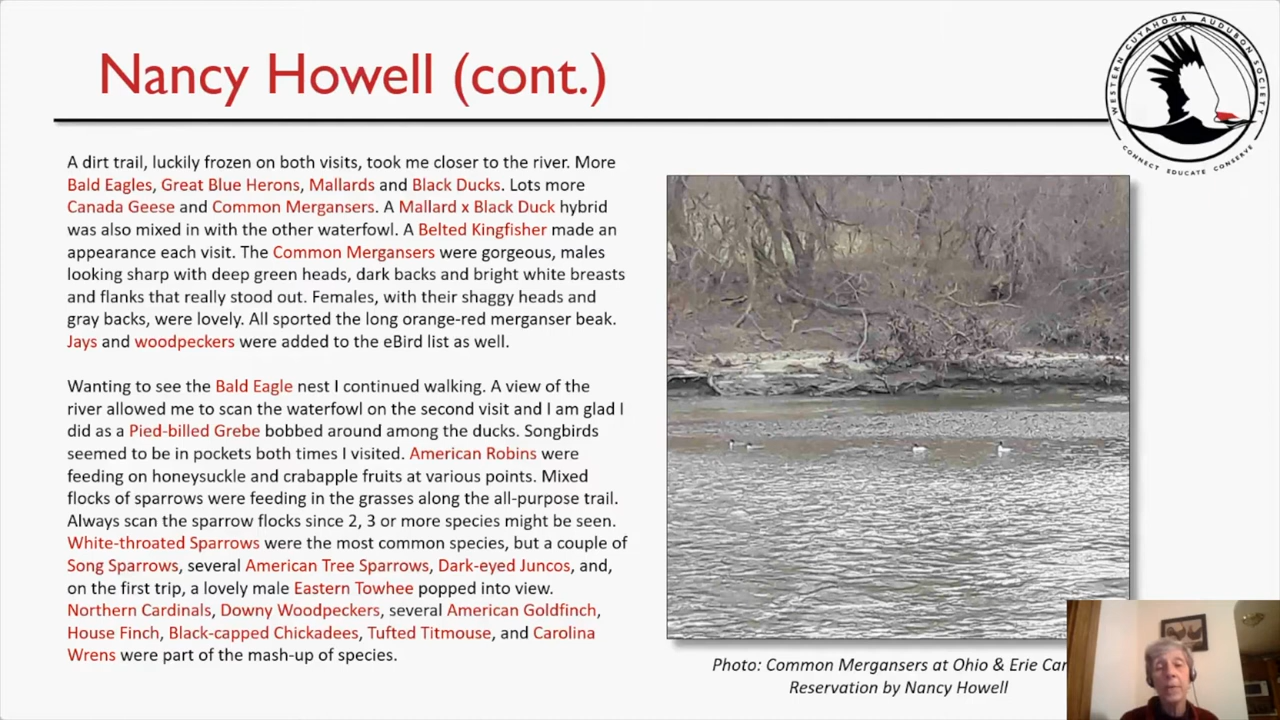 Nancy Howell (cont.)
WESTERN CUYAHOGA AUDUBON SOCIETY
CONNECT EDUCATE CONSERVE
A dirt trail, luckily frozen on both visits, took me closer to the river. More
Bald Eagles, Great Blue Herons, Mallards and Black Ducks. Lots more
Canada Geese and Common Mergansers. A Mallard x Black Duck hybrid
was also mixed in with the other waterfowl. A Belted Kingfisher made an
appearance each visit. The Common Mergansers were gorgeous, males
looking sharp with deep green heads, dark backs and bright white breasts
and flanks that really stood out. Females, with their shaggy heads and
gray backs, were lovely. All sported the long orange-red merganser beak.
Jays and woodpeckers were added to the eBird list as well.
Wanting to see the Bald Eagle nest I continued walking. A view of the
river allowed me to scan the waterfowl on the second visit and I am glad I
did as a Pied-billed Grebe bobbed around among the ducks. Songbirds
seemed to be in pockets both times I visited. American Robins were
feeding on honeysuckle and crabapple fruits at various points. Mixed
flocks of sparrows were feeding in the grasses along the all-purpose trail.
Always scan the sparrow flocks since 2, 3 or more species might be seen.
White-throated Sparrows were the most common species, but a couple of
Song Sparrows, several American Tree Sparrows, Dark-eyed Juncos, and,
on the first trip, a lovely male Eastern Towhee popped into view.
Northern Cardinals, Downy Woodpeckers, several American Goldfinch,
House Finch, Black-capped Chickadees, Tufted Titmouse, and Carolina
Wrens were part of the mash-up of species.
Photo: Common Mergansers at Ohio & Erie
Reservation by Nancy Howell